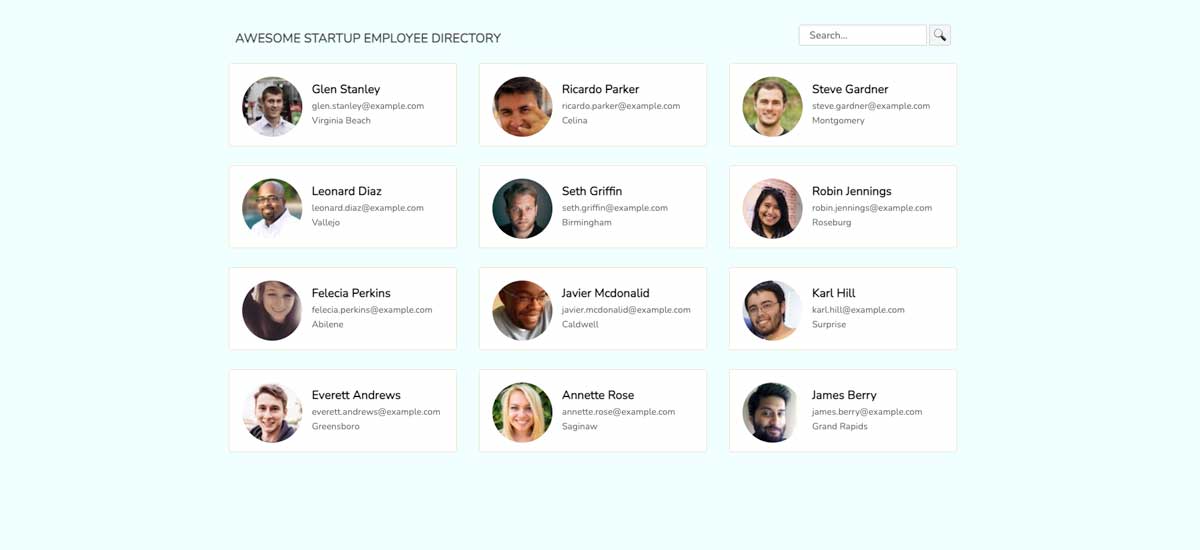 AWESOME STARTUP EMPLOYEE DIRECTORY
Search...
Glen Stanley
glen.stanley@example.com
Virginia Beach
Ricardo Parker
ricardo.parker@example.com
Celina
Steve Gardner
steve.gardner@example.com
Montgomery
Leonard Diaz
leonard.diaz@example.com
Vallejo
Seth Griffin
seth.griffin@example.com
Birmingham
Robin Jennings
robin.jennings@example.com
Roseburg
Felecia Perkins
felecia.perkins@example.com
Abilene
Javier Mcdonalid
javier.mcdonalid@example.com
Caldwell
Karl Hill
karl.hill@example.com
Surprise
Everett Andrews
everett.andrews@example.com
Greensboro
Annette Rose
annette.rose@example.com
Saginaw
James Berry
james.berry@example.com
Grand Rapids